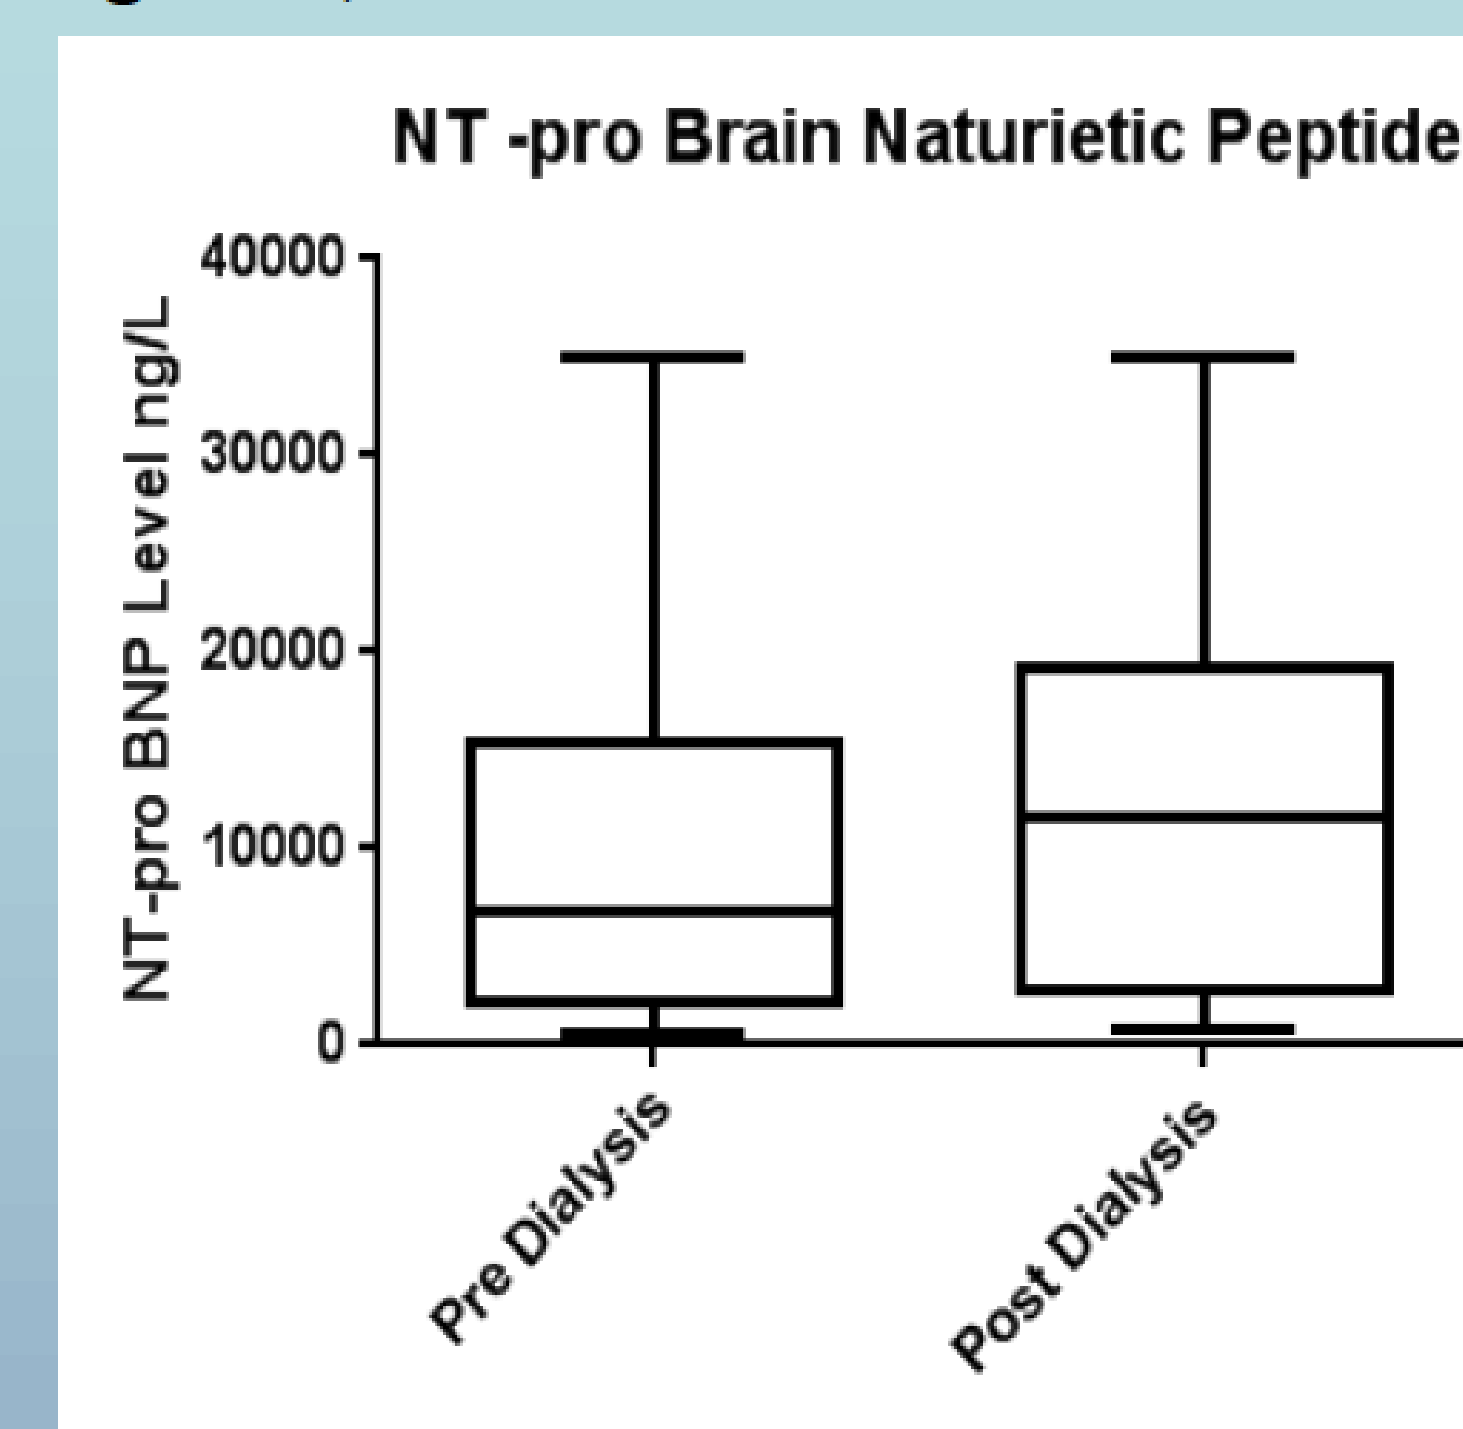 NT -pro Brain Naturietic Peptide
40000
30000
20000
10000
0
NT-pro BNP Level ng/L
Pre Dialysis
Post Dialysis